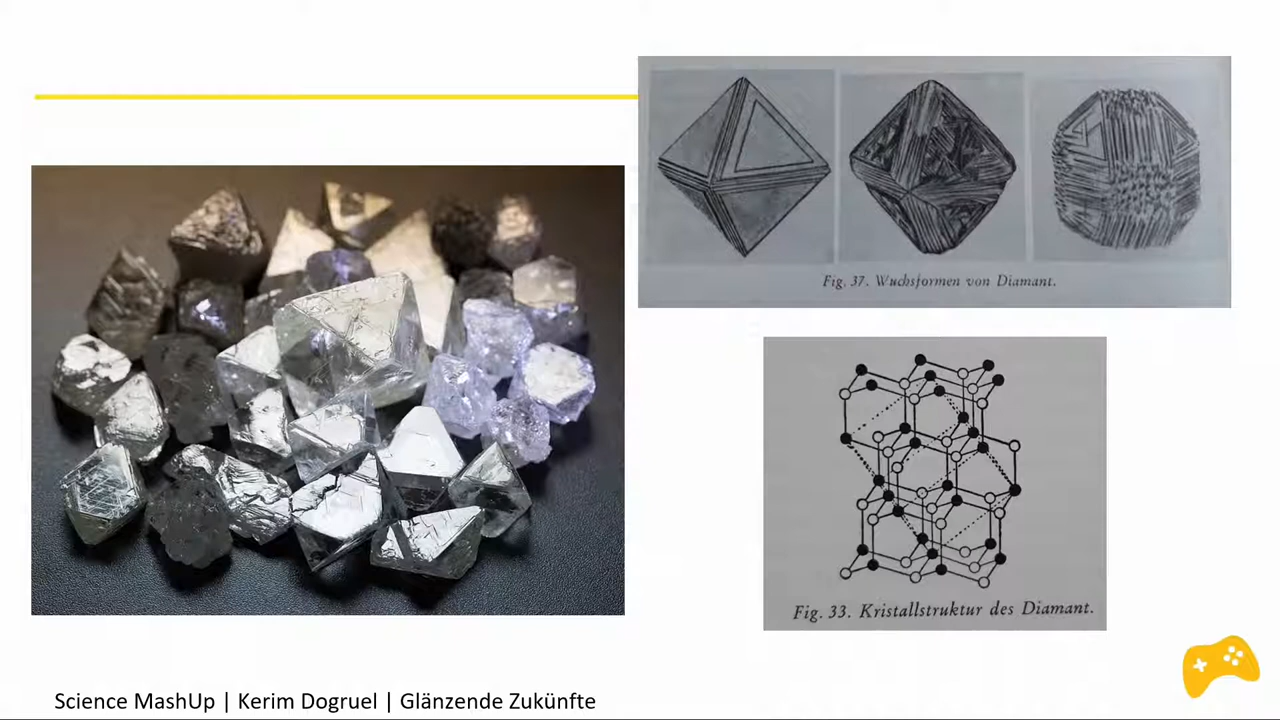 Fig. 37. Wuchsformen von Diamant.
Fig. 33. Kristallstruktur des Diamant.
Science MashUp | Kerim Dogruel | Glänzende Zukünfte